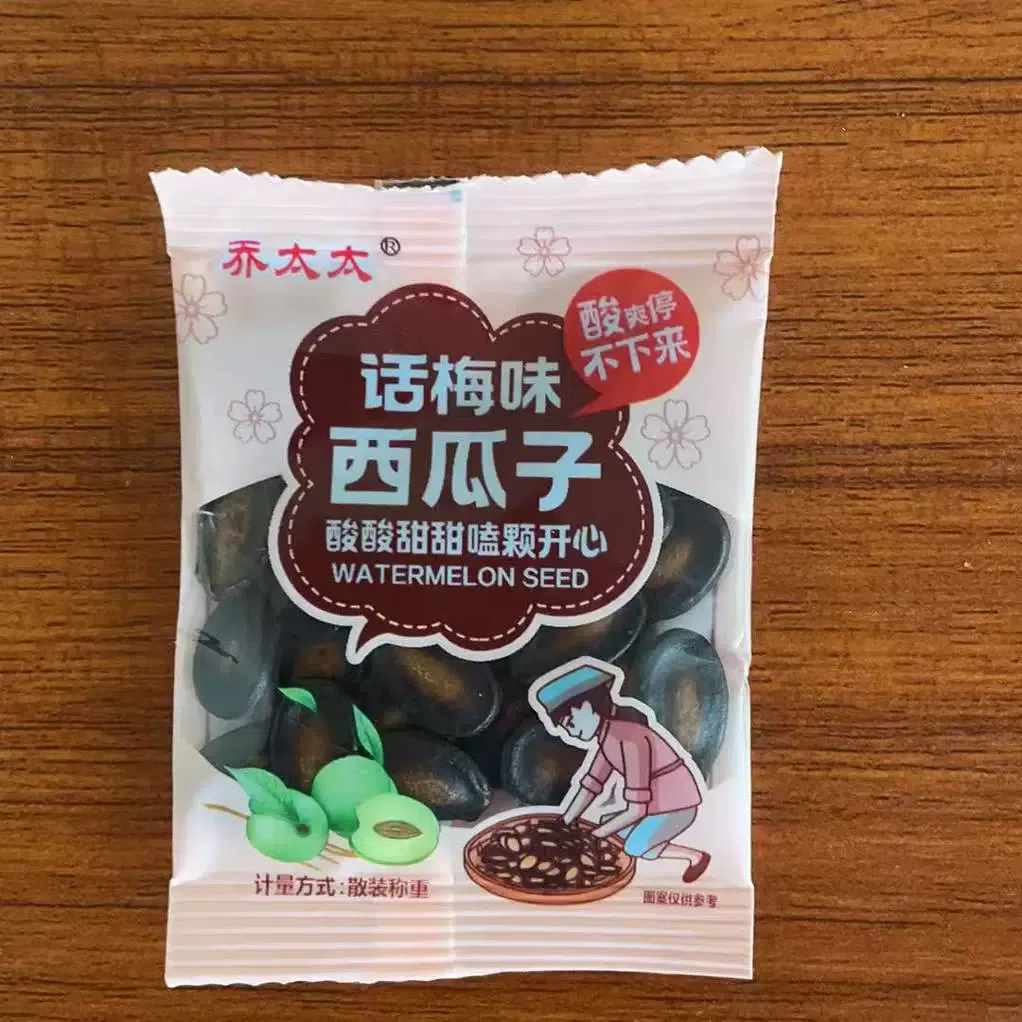 乔太太®
酸爽停
不下来
话梅味
西瓜子
酸酸甜甜嗑颗开心
WATERMELON SEED
计量方式:散装称重
图案仅供参考